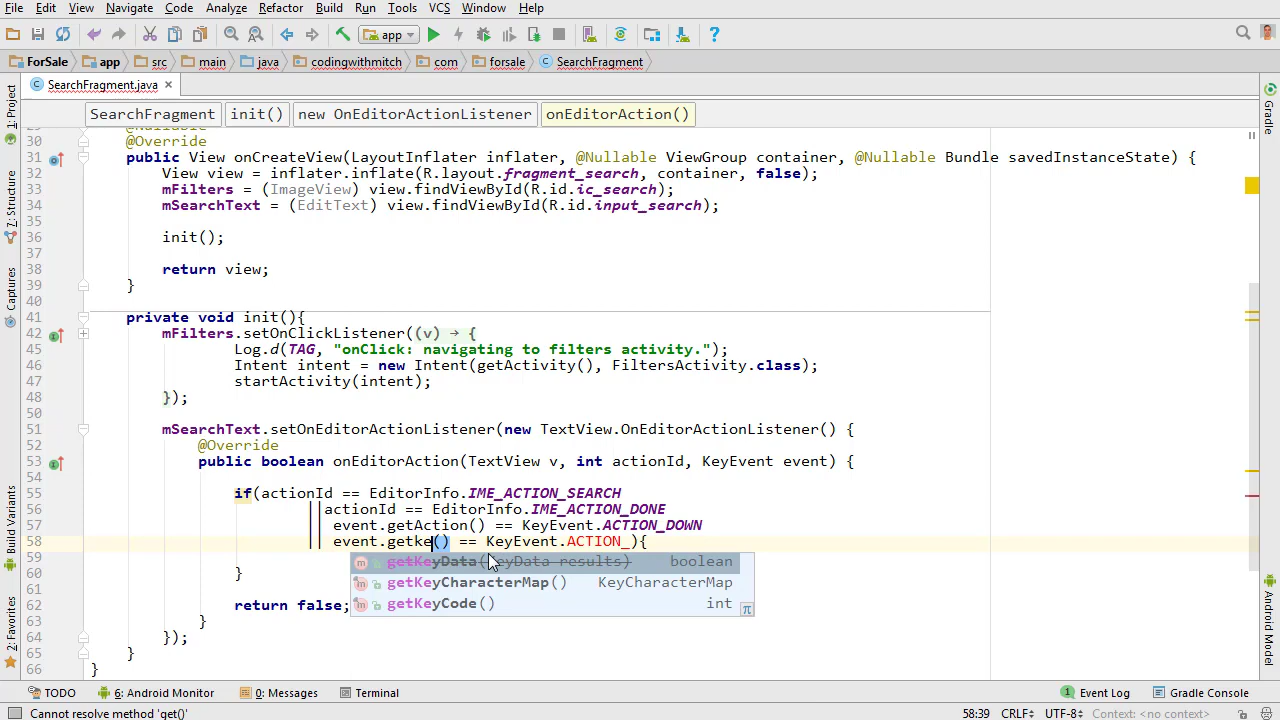 File Edit View Navigate Code Analyze Refactor Build Run Tools VCS Window Help
app
ForSale app src main java codingwithmitch com forsale SearchFragment
SearchFragment.java
SearchFragment init() new OnEditorActionListener onEditorAction()
29 @Nullable
30 @Override
31 public View onCreateView(LayoutInflater inflater, @Nullable ViewGroup container, @Nullable Bundle savedInstanceState) {
32 View view = inflater.inflate(R.layout.fragment_search, container, false);
33 mFilters = (ImageView) view.findViewById(R.id.ic_search);
34 mSearchText = (EditText) view.findViewById(R.id.input_search);
35
36 init();
37
38 return view;
39 }
40
41 private void init(){
42 mFilters.setOnClickListener((v) → {
45 Log.d(TAG, "onClick: navigating to filters activity.");
46 Intent intent = new Intent(getActivity(), FiltersActivity.class);
47 startActivity(intent);
48 });
50
51 mSearchText.setOnEditorActionListener(new TextView.OnEditorActionListener() {
52 @Override
53 public boolean onEditorAction(TextView v, int actionId, KeyEvent event) {
54
55 if(actionId == EditorInfo.IME_ACTION_SEARCH
56 ||actionId == EditorInfo.IME_ACTION_DONE
57 || event.getAction() == KeyEvent.ACTION_DOWN
58 || event.getke() == KeyEvent.ACTION_){
59 getKeyData(KeyData results) boolean
60 } getKeyCharacterMap() KeyCharacterMap
61 getKeyCode() int
62 return false; π
63 }
64 });
65 }
66 }
1: Project
7: Structure
Captures
Build Variants
2: Favorites
Gradle
Android Model
TODO 6: Android Monitor 0: Messages Terminal Event Log Gradle Console
Cannot resolve method 'get()' 58:39 CRLF÷ UTF-8÷ Context: <no context>